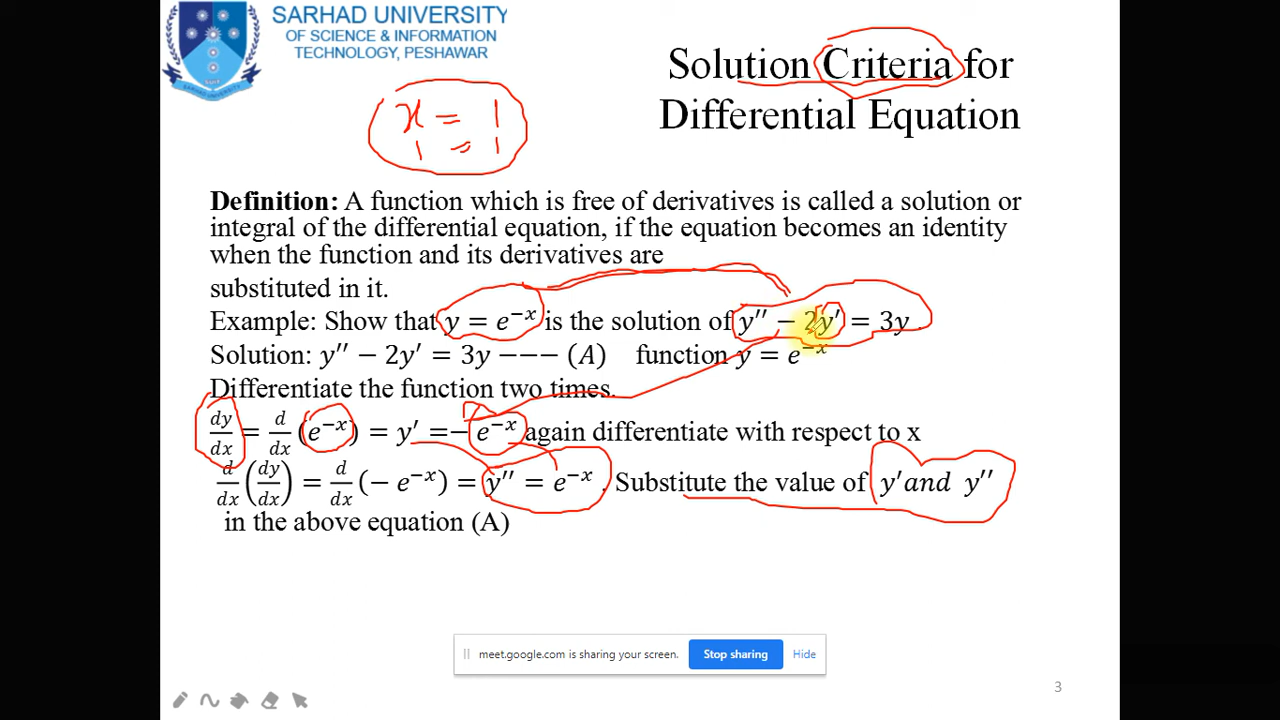 SARHAD UNIVERSITY
OF SCIENCE & INFORMATION
TECHNOLOGY, PESHAWAR
Solution Criteria for
Differential Equation
x = 1
1 = 1
Definition: A function which is free of derivatives is called a solution or
integral of the differential equation, if the equation becomes an identity
when the function and its derivatives are
substituted in it.
Example: Show that y = e^{-x} is the solution of y'' − 2y' = 3y .
Solution: y'' − 2y' = 3y −−− (A) function y = e^{-x}
Differentiate the function two times.
dy/dx = d/dx (e^{-x}) = y' = − e^{-x} again differentiate with respect to x
d/dx (dy/dx) = d/dx (− e^{-x}) = y'' = e^{-x} . Substitute the value of y' and y''
in the above equation (A)
meet.google.com is sharing your screen. Stop sharing Hide
3